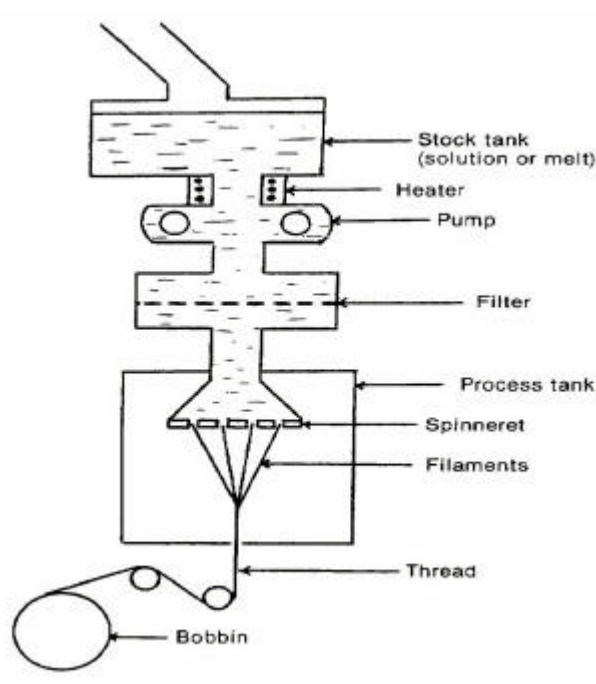 Stock tank
(solution or melt)
Heater
Pump
Filter
Process tank
Spinneret
Filaments
Thread
Bobbin